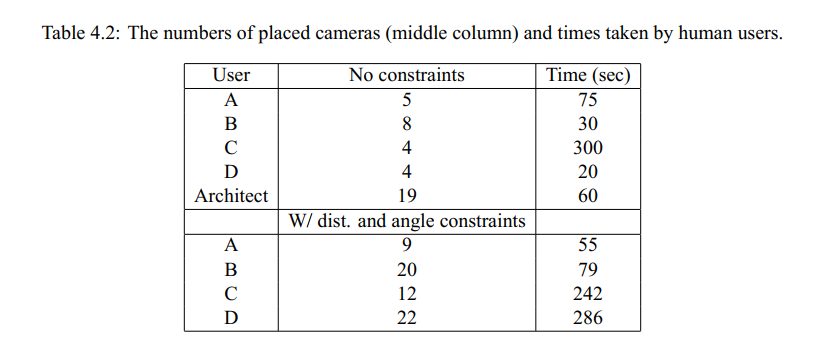 Table 4.2: The numbers of placed cameras (middle column) and times taken by human users.
User No constraints Time (sec)
A 5 75
B 8 30
C 4 300
D 4 20
Architect 19 60
W/ dist. and angle constraints
A 9 55
B 20 79
C 12 242
D 22 286